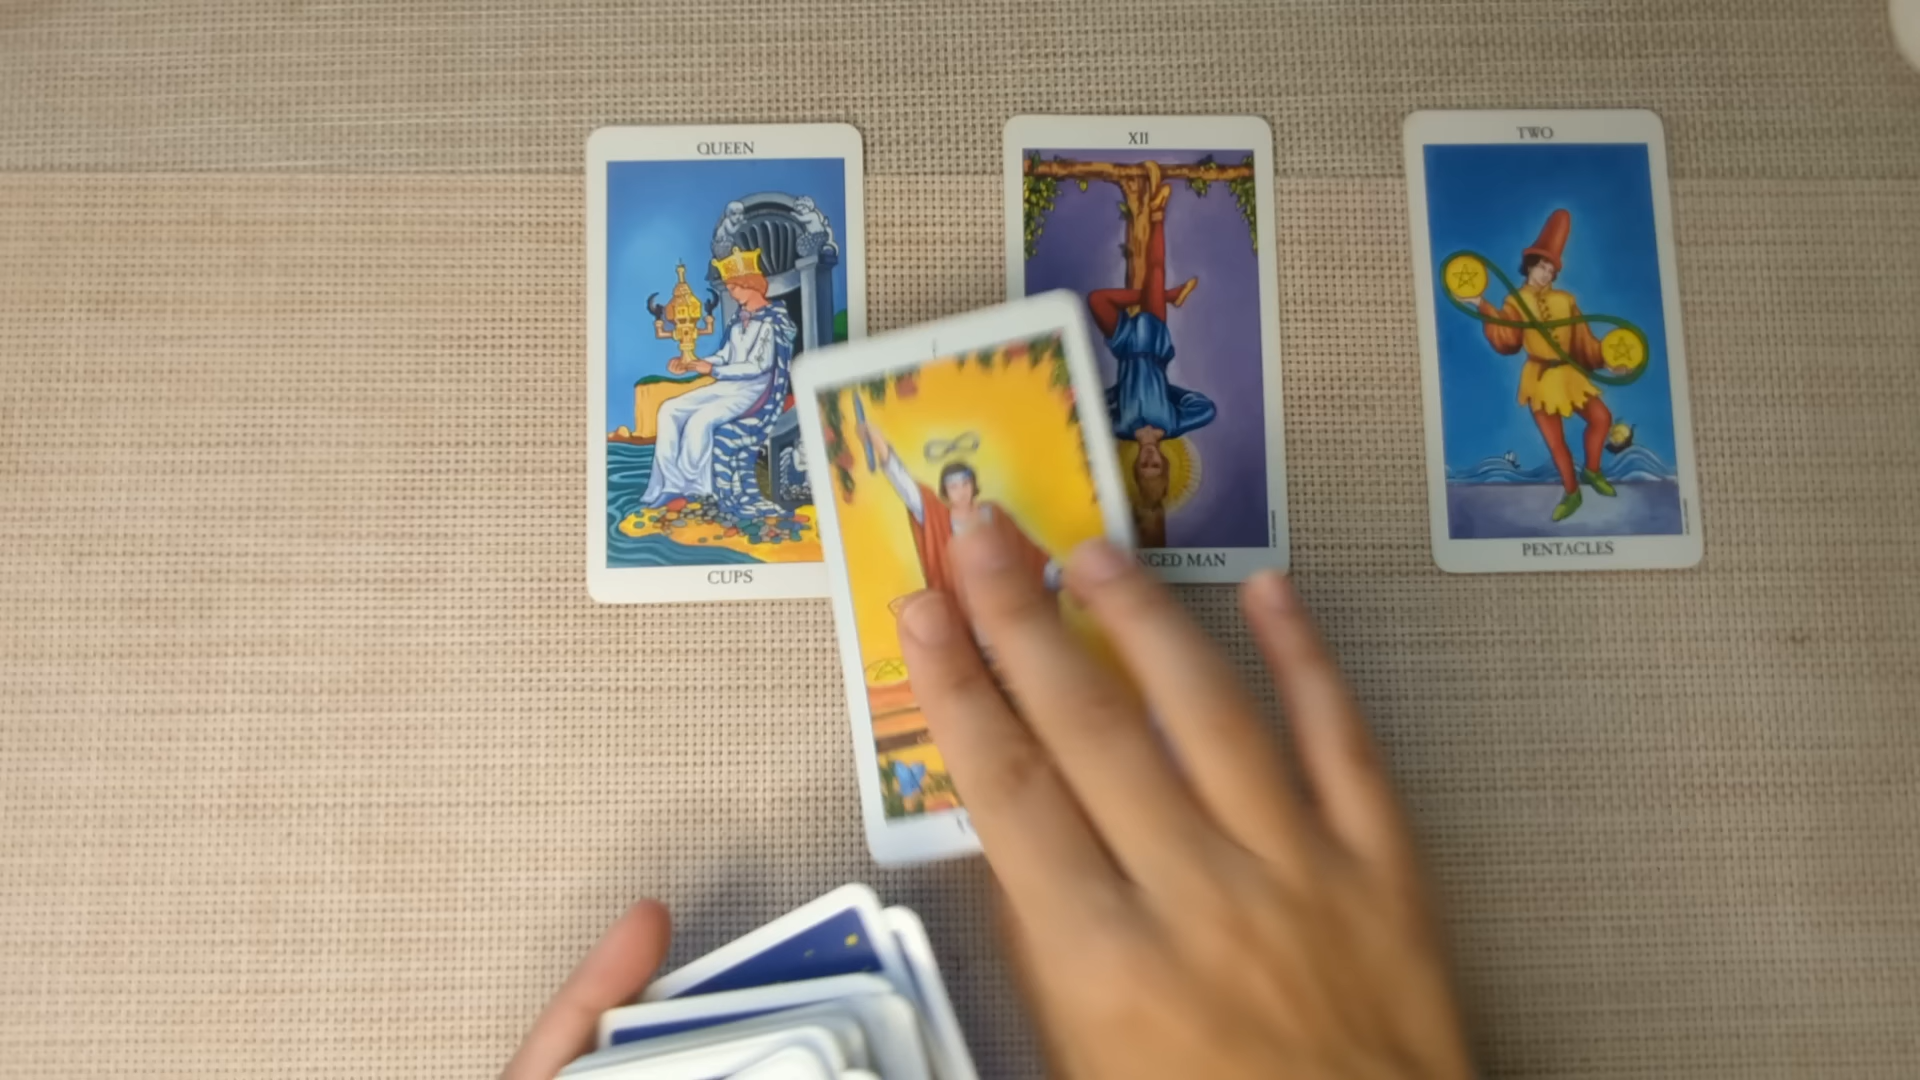 QUEEN
CUPS
XII
NGED MAN
TWO
PENTACLES
I